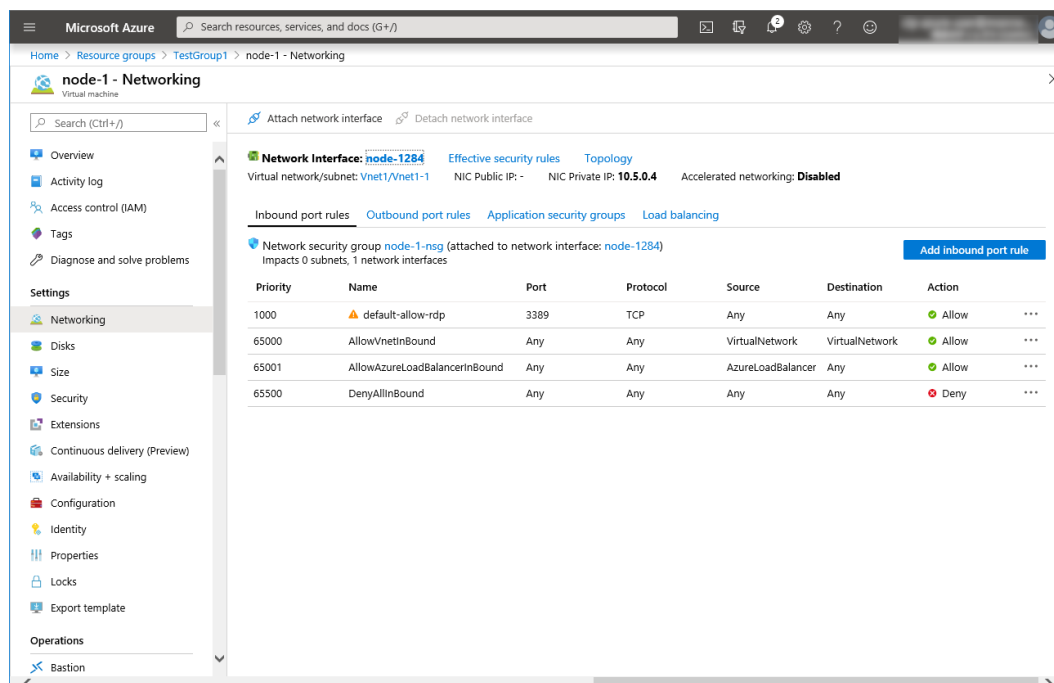 Microsoft Azure
Search resources, services, and docs (G+/)
2
Home > Resource groups > TestGroup1 > node-1 - Networking
node-1 - Networking
Virtual machine
Search (Ctrl+/)
«
Overview
Activity log
Access control (IAM)
Tags
Diagnose and solve problems
Settings
Networking
Disks
Size
Security
Extensions
Continuous delivery (Preview)
Availability + scaling
Configuration
Identity
Properties
Locks
Export template
Operations
Bastion
Attach network interface Detach network interface
Network Interface: node-1284 Effective security rules Topology
Virtual network/subnet: Vnet1/Vnet1-1 NIC Public IP: - NIC Private IP: 10.5.0.4 Accelerated networking: Disabled
Inbound port rules Outbound port rules Application security groups Load balancing
Network security group node-1-nsg (attached to network interface: node-1284)
Impacts 0 subnets, 1 network interfaces
Add inbound port rule
Priority Name Port Protocol Source Destination Action
1000 default-allow-rdp 3389 TCP Any Any Allow ...
65000 AllowVnetInBound Any Any VirtualNetwork VirtualNetwork Allow ...
65001 AllowAzureLoadBalancerInBound Any Any AzureLoadBalancer Any Allow ...
65500 DenyAllInBound Any Any Any Any Deny ...